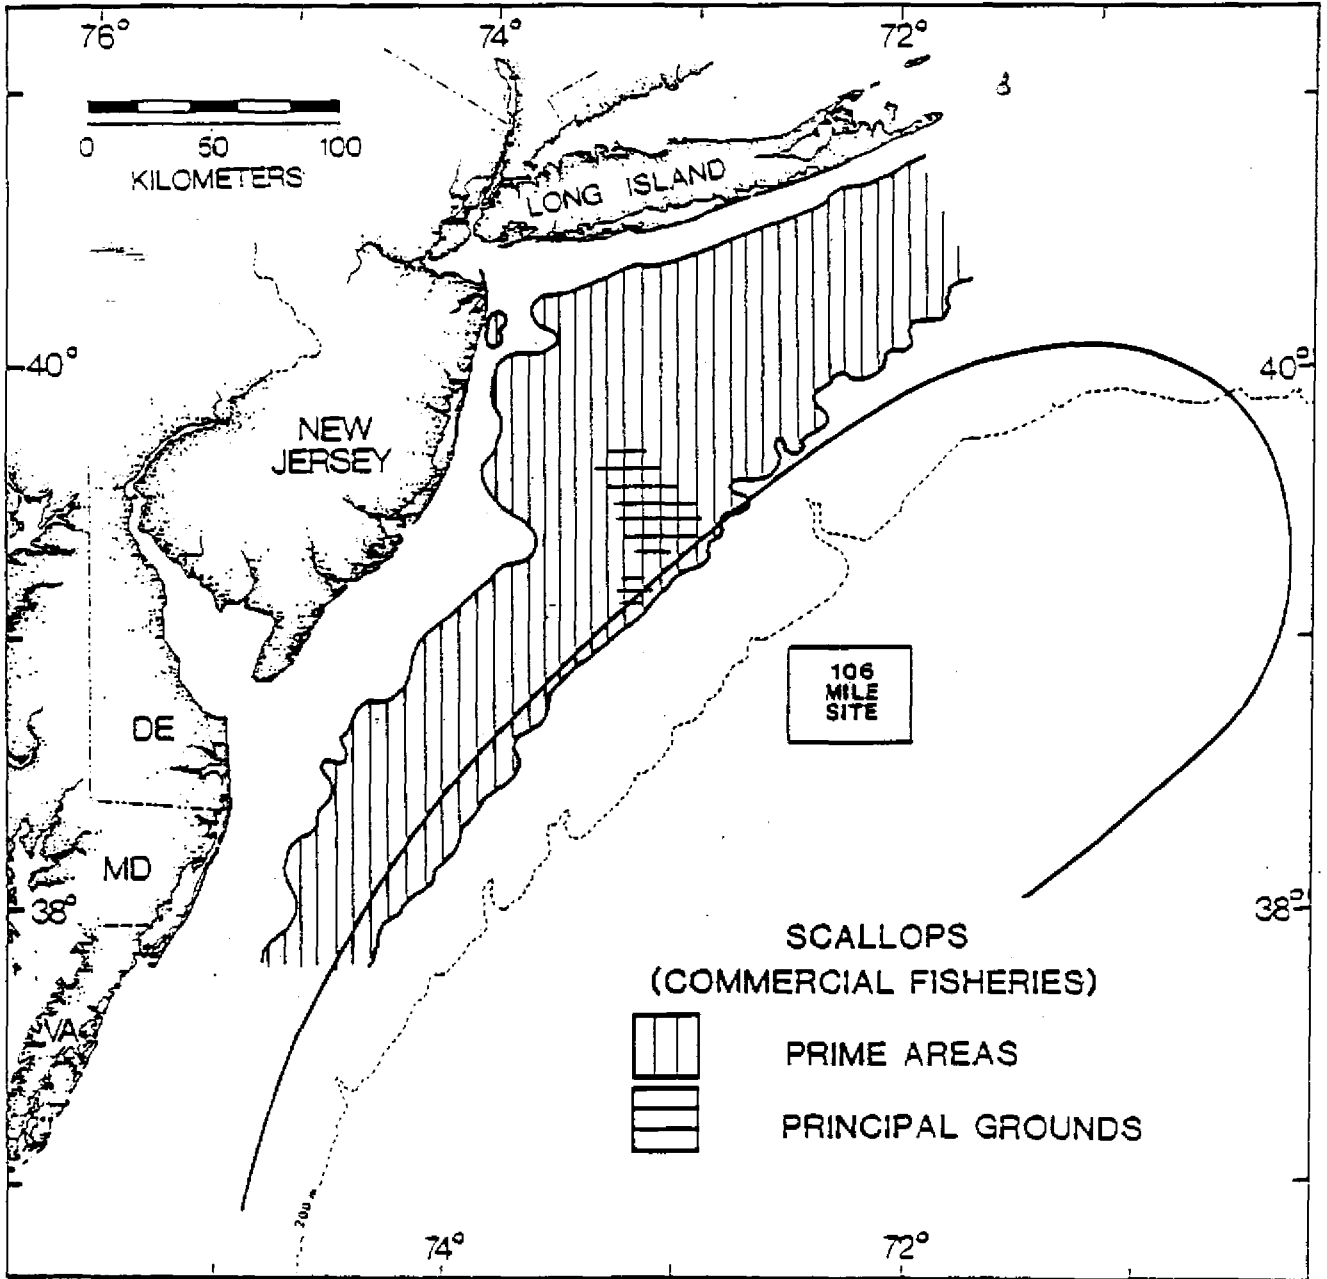 76° 74° 72°
0 50 100
KILOMETERS
LONG ISLAND
40° 40°
NEW
JERSEY
106
MILE
SITE
DE
MD
38° 38°
SCALLOPS
(COMMERCIAL FISHERIES)
VA
PRIME AREAS
PRINCIPAL GROUNDS
200 m
74° 72°